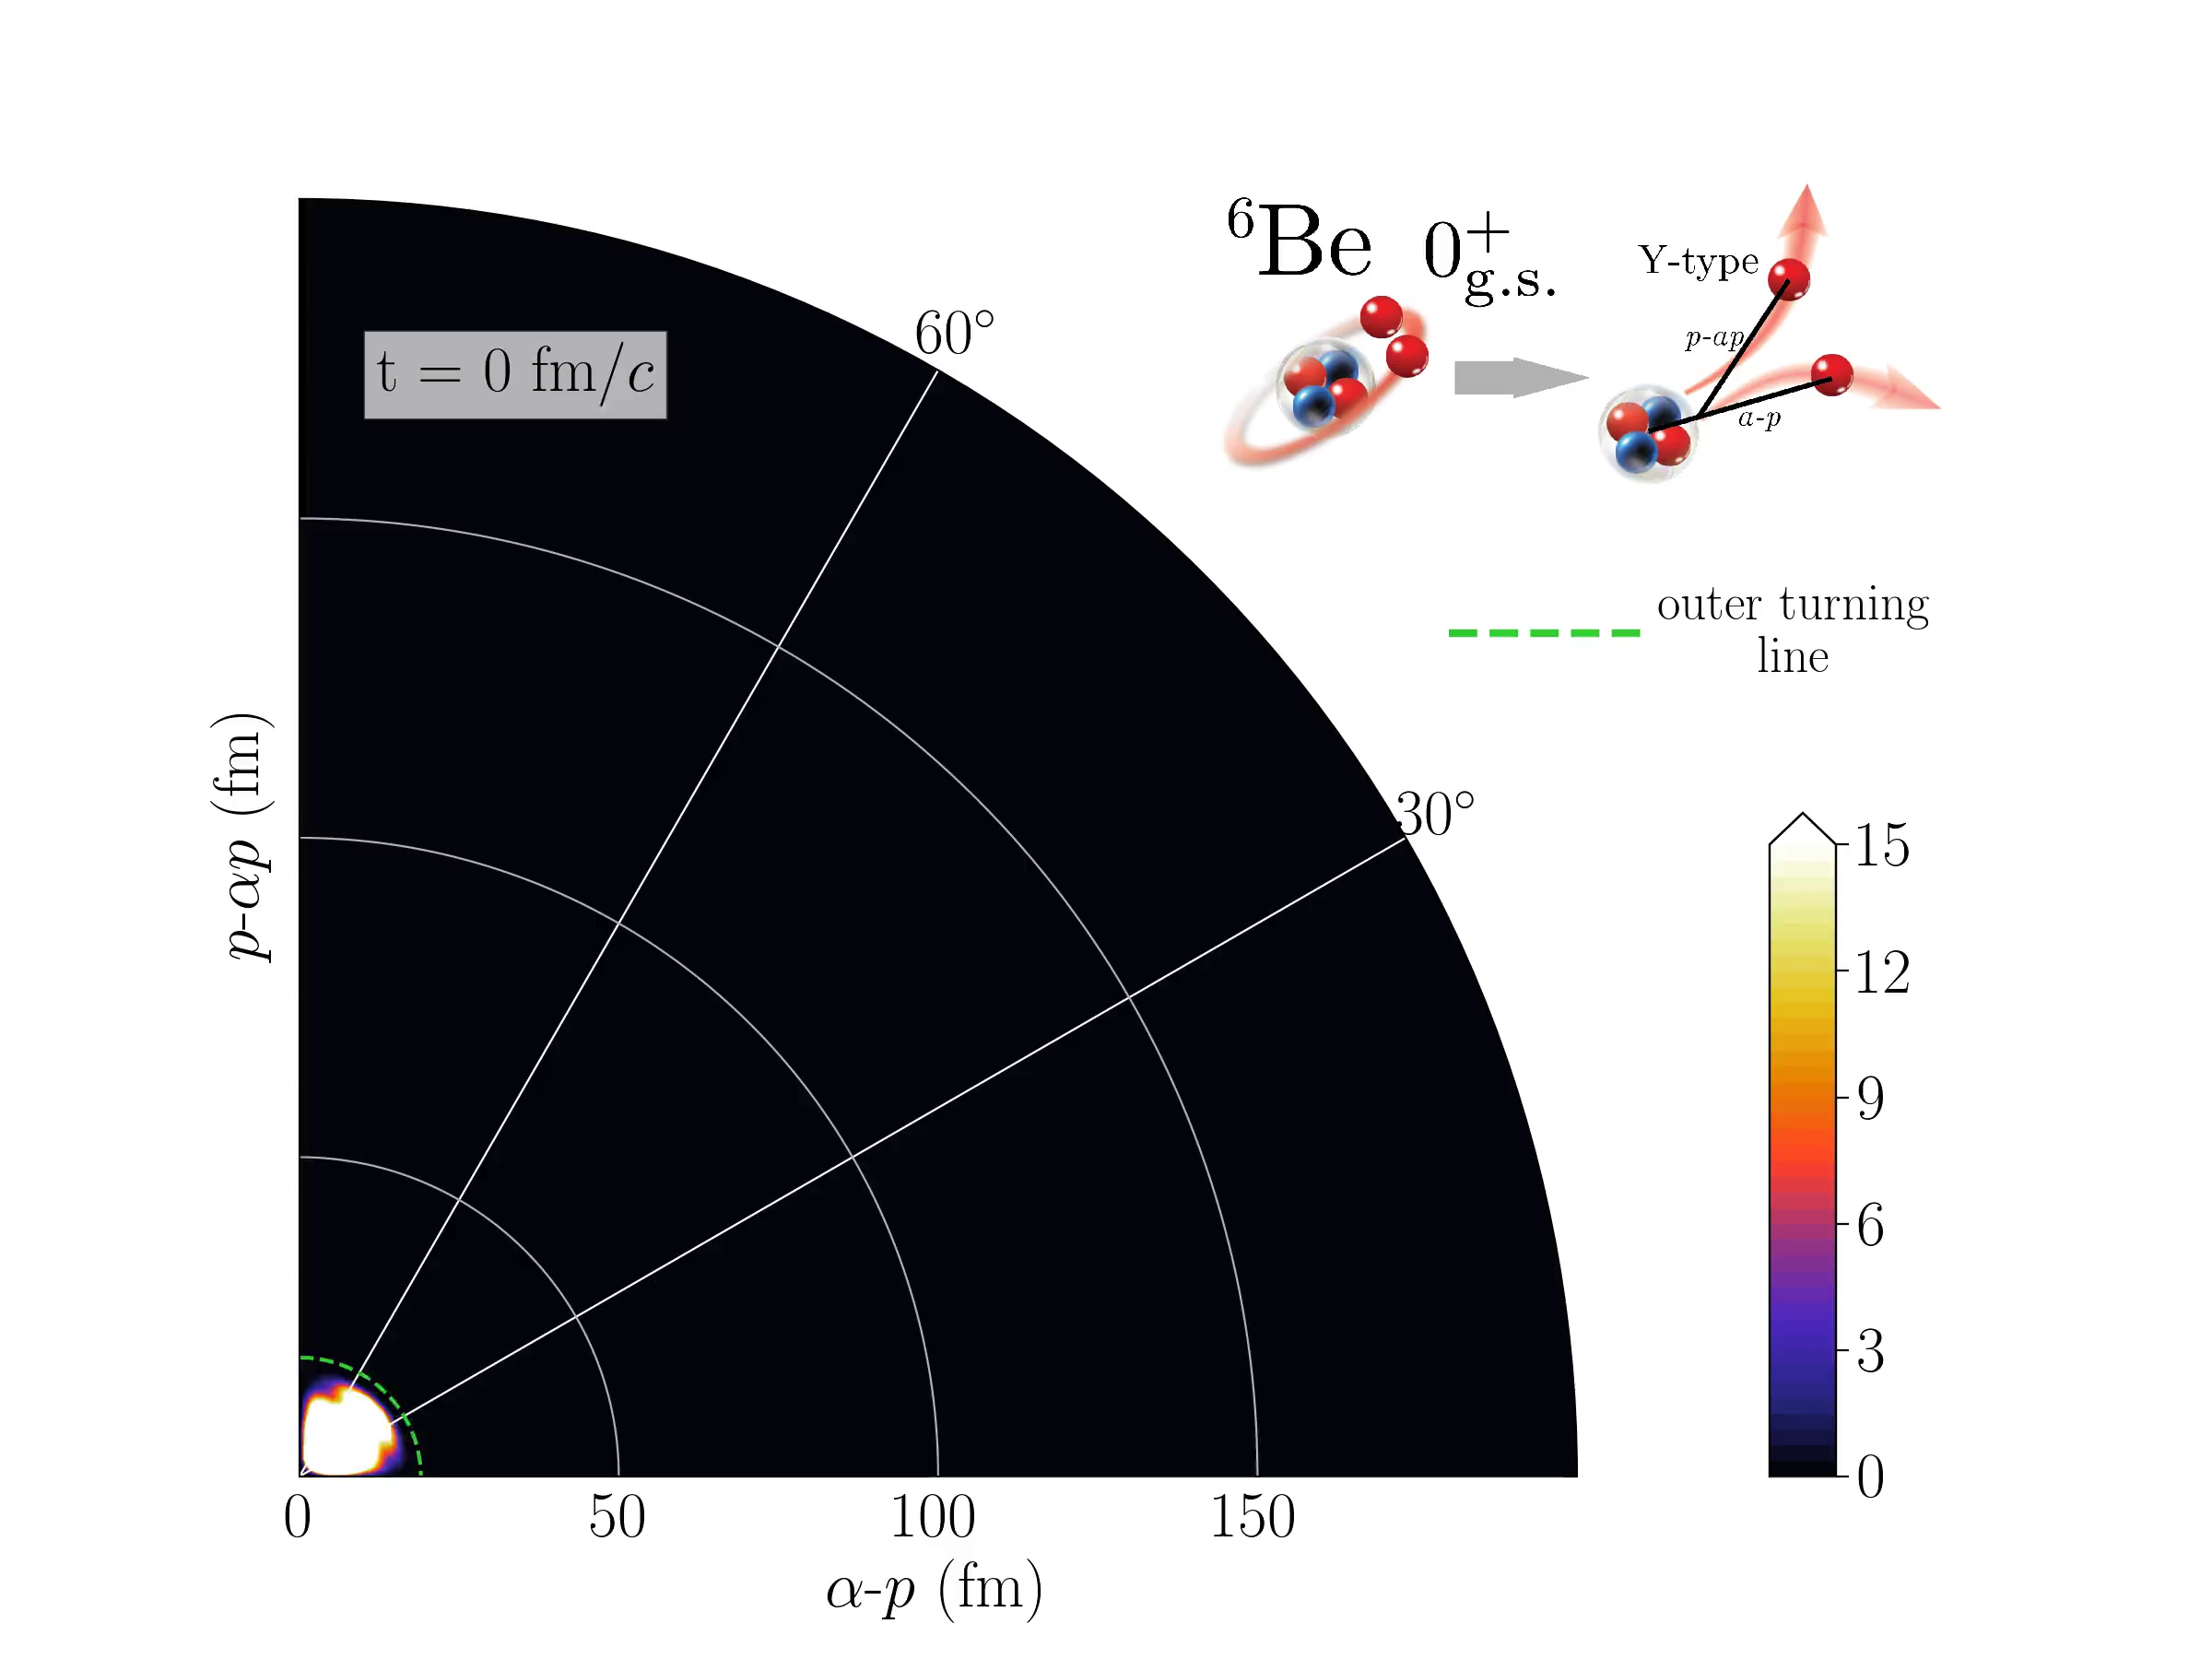 ⁶Be 0⁺g.s.
Y-type
p-ap
a-p
60°
t = 0 fm/c
outer turning
line
30°
p-αp (fm)
15
12
9
6
3
0
0 50 100 150
α-p (fm)